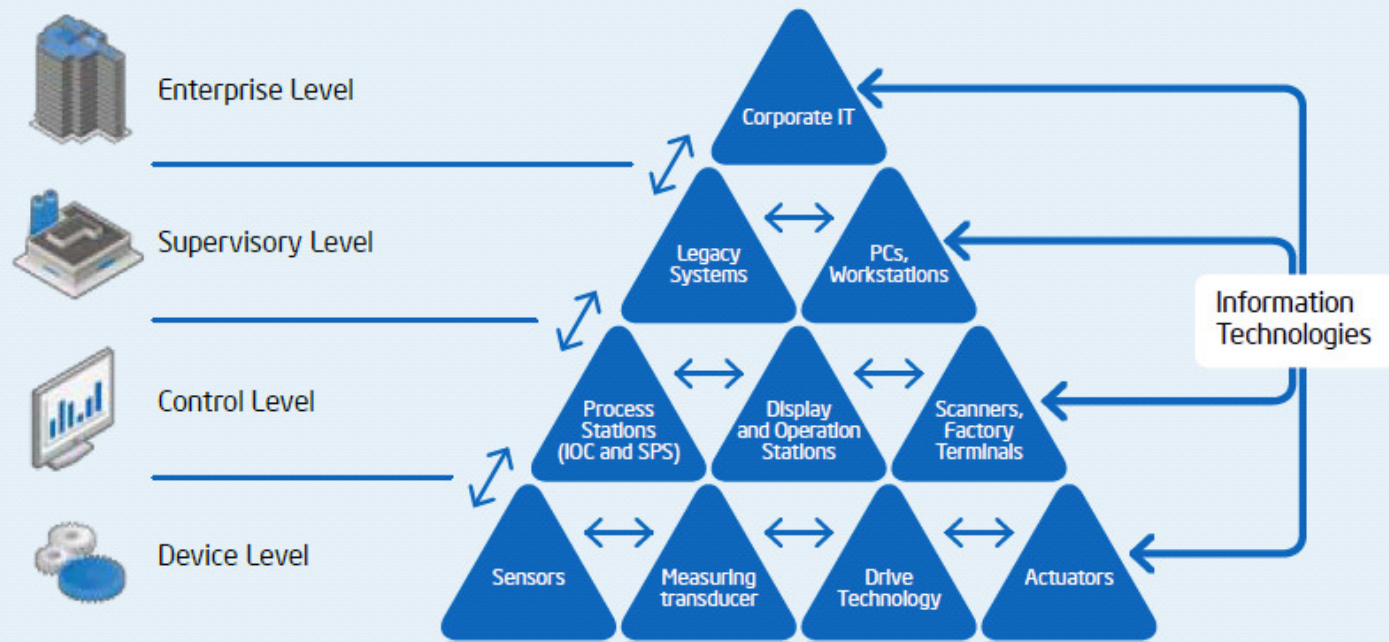 Enterprise Level
Corporate IT
Supervisory Level
Legacy
Systems
PCs,
Workstations
Information
Technologies
Control Level
Process
Stations
(IOC and SPS)
Display
and Operation
Stations
Scanners,
Factory
Terminals
Device Level
Sensors
Measuring
transducer
Drive
Technology
Actuators